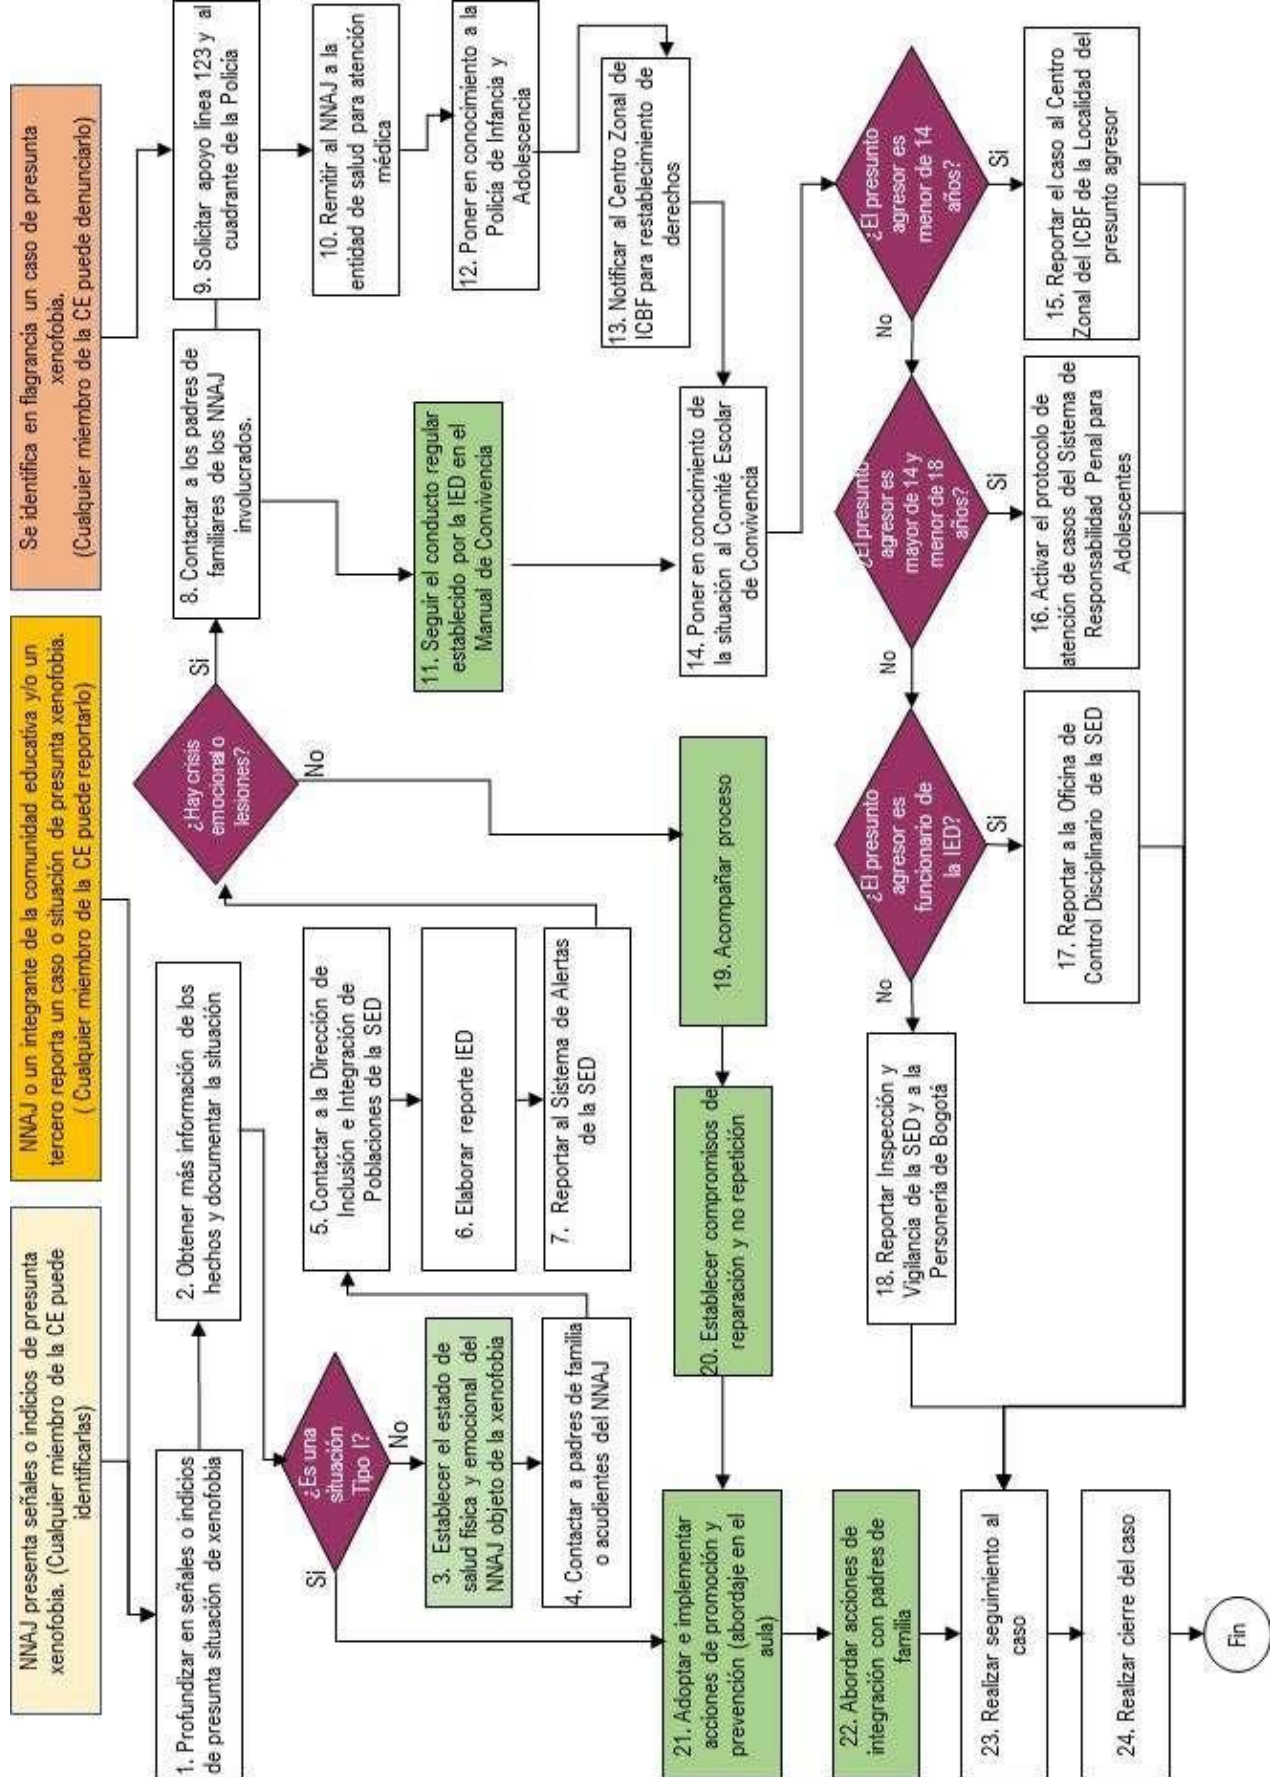 NNAJ presenta señales o indicios de presunta
xenofobia. (Cualquier miembro de la CE puede
identificarlas)
NNAJ o un integrante de la comunidad educativa y/o un
tercero reporta un caso o situación de presunta xenofobia.
( Cualquier miembro de la CE puede reportarlo)
Se identifica en flagrancia un caso de presunta
xenofobia.
(Cualquier miembro de la CE puede denunciarlo)
1. Profundizar en señales o indicios
de presunta situación de xenofobia
2. Obtener más información de los
hechos y documentar la situación
¿Es una
situación
Tipo I?
Si
No
3. Establecer el estado de
salud física y emocional del
NNAJ objeto de la xenofobia
4. Contactar a padres de familia
o acudientes del NNAJ
5. Contactar a la Dirección de
Inclusión e Integración de
Poblaciones de la SED
6. Elaborar reporte IED
7. Reportar al Sistema de Alertas
de la SED
¿Hay crisis
emocional o
lesiones?
Si
No
8. Contactar a los padres de
familiares de los NNAJ
involucrados.
9. Solicitar apoyo línea 123 y al
cuadrante de la Policía
10. Remitir al NNAJ a la
entidad de salud para atención
médica
11. Seguir el conducto regular
establecido por la IED en el
Manual de Convivencia
12. Poner en conocimiento a la
Policía de Infancia y
Adolescencia
13. Notificar al Centro Zonal de
ICBF para restablecimiento de
derechos
14. Poner en conocimiento de
la situación al Comité Escolar
de Convivencia
¿El presunto
agresor es
menor de 14
años?
Si
No
15. Reportar el caso al Centro
Zonal del ICBF de la Localidad del
presunto agresor
¿El presunto
agresor es
mayor de 14 y
menor de 18
años?
Si
No
16. Activar el protocolo de
atención de casos del Sistema de
Responsabilidad Penal para
Adolescentes
¿El presunto
agresor es
funcionario de
la IED?
Si
No
17. Reportar a la Oficina de
Control Disciplinario de la SED
18. Reportar Inspección y
Vigilancia de la SED y a la
Personería de Bogotá
19. Acompañar proceso
20. Establecer compromisos de
reparación y no repetición
21. Adoptar e implementar
acciones de promoción y
prevención (abordaje en el
aula)
22. Abordar acciones de
integración con padres de
familia
23. Realizar seguimiento al
caso
24. Realizar cierre del caso
Fin